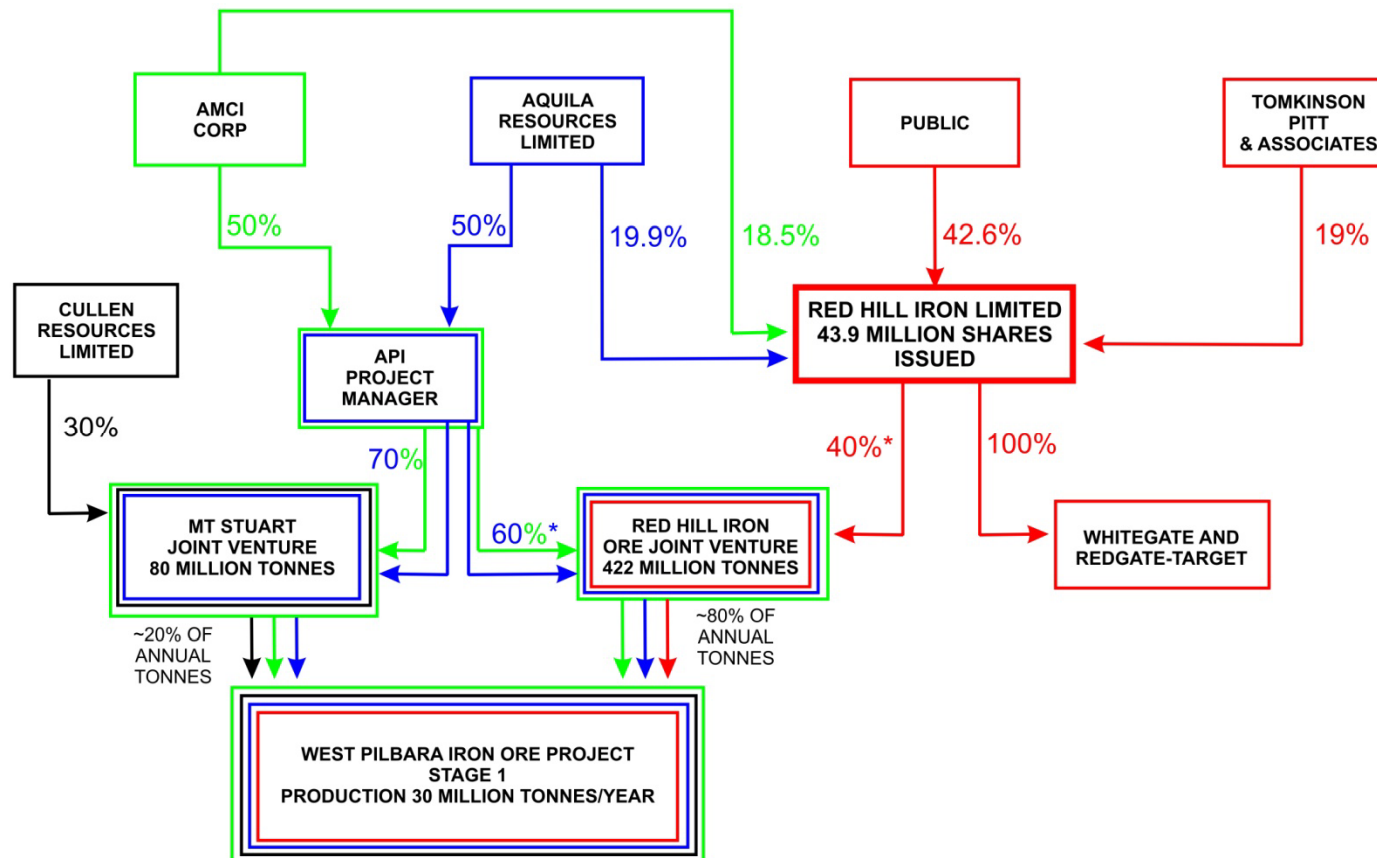 AMCI
CORP
AQUILA
RESOURCES
LIMITED
PUBLIC
TOMKINSON
PITT
& ASSOCIATES
50%
50%
19.9%
18.5%
42.6%
19%
CULLEN
RESOURCES
LIMITED
API
PROJECT
MANAGER
RED HILL IRON LIMITED
43.9 MILLION SHARES
ISSUED
30%
70%
60%*
40%*
100%
MT STUART
JOINT VENTURE
80 MILLION TONNES
RED HILL IRON
ORE JOINT VENTURE
422 MILLION TONNES
WHITEGATE AND
REDGATE-TARGET
~20% OF
ANNUAL
TONNES
~80% OF
ANNUAL
TONNES
WEST PILBARA IRON ORE PROJECT
STAGE 1
PRODUCTION 30 MILLION TONNES/YEAR